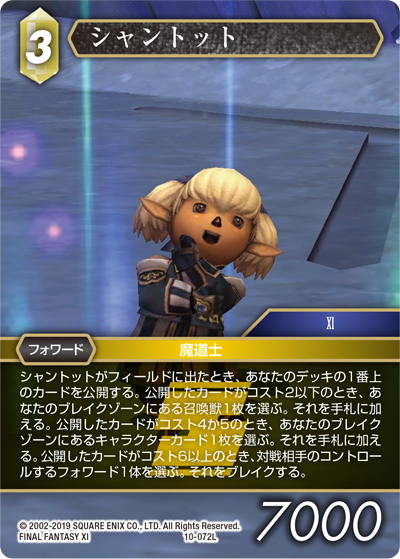 3
シャントット
XI
フォワード
魔道士
シャントットがフィールドに出たとき、あなたのデッキの1番上
のカードを公開する。公開したカードがコスト2以下のとき、あ
なたのブレイクゾーンにある召喚獣1枚を選ぶ。それを手札に加
える。公開したカードがコスト4か5のとき、あなたのブレイク
ゾーンにあるキャラクターカード1枚を選ぶ。それを手札に加え
る。公開したカードがコスト6以上のとき、対戦相手のコントロー
ルするフォワード1体を選ぶ。それをブレイクする。
© 2002-2019 SQUARE ENIX CO., LTD. All Rights Reserved.
FINAL FANTASY XI
10-072L
7000